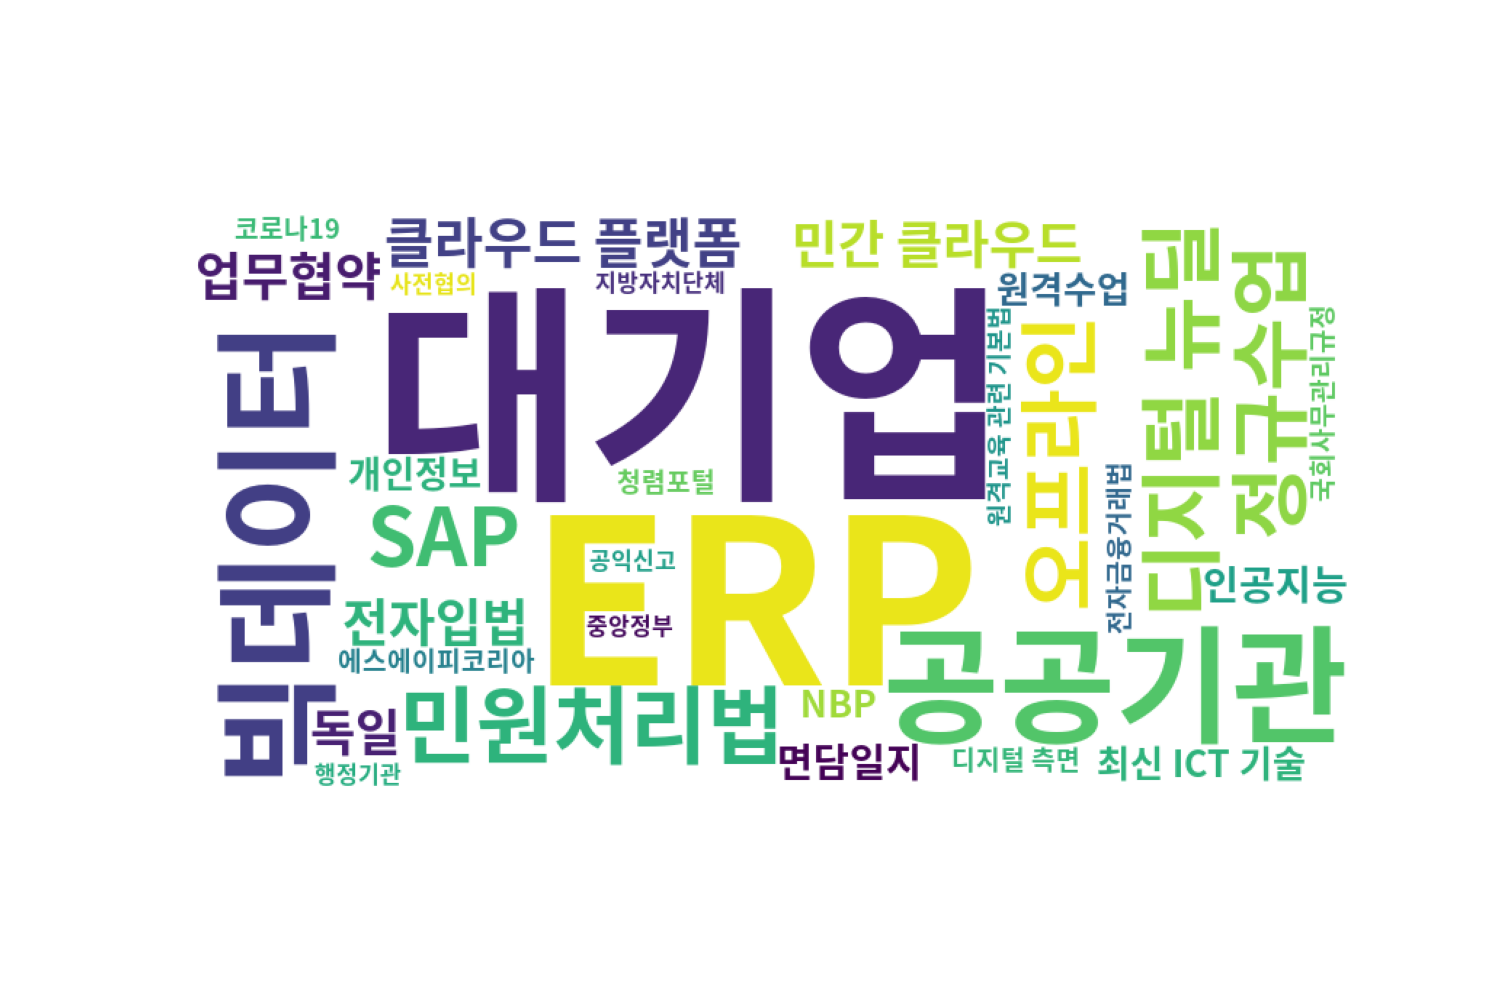 코로나19
클라우드 플랫폼
민간 클라우드
업무협약
사전협의
지방자치단체
원격수업
디지털 뉴딜
정규수업
대기업
빅데이터
원격교육 관련 기본법
오프라인
국회사무관리규정
개인정보
청렴포털
전자금융거래법
SAP
ERP
공익신고
인공지능
전자입법
중앙정부
에스에이피코리아
공공기관
민원처리법
NBP
독일
면담일지
디지털 측면
최신 ICT 기술
행정기관